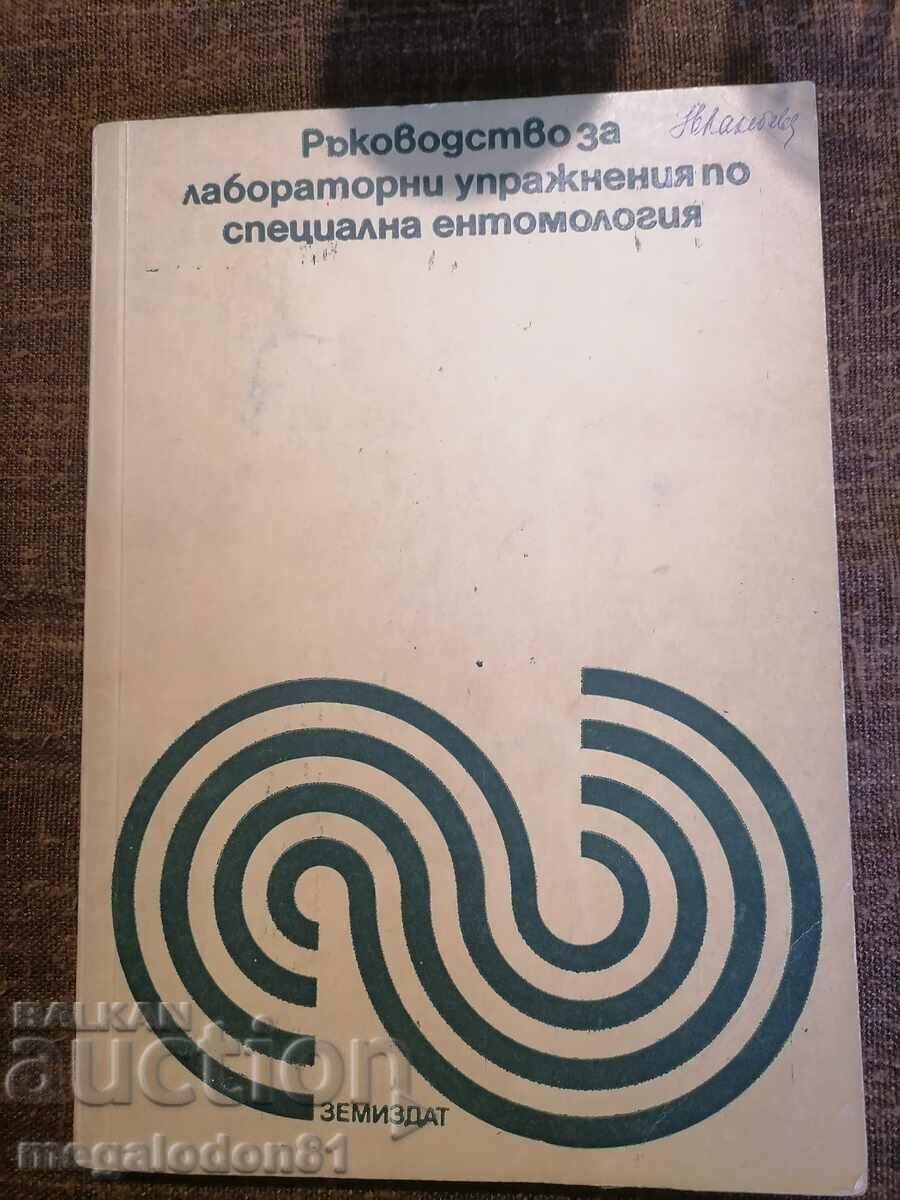 Ръководство за
лабораторни упражнения по
специална ентомология
ЗЕМИЗДАТ
BALKAN
auction
megalodon81